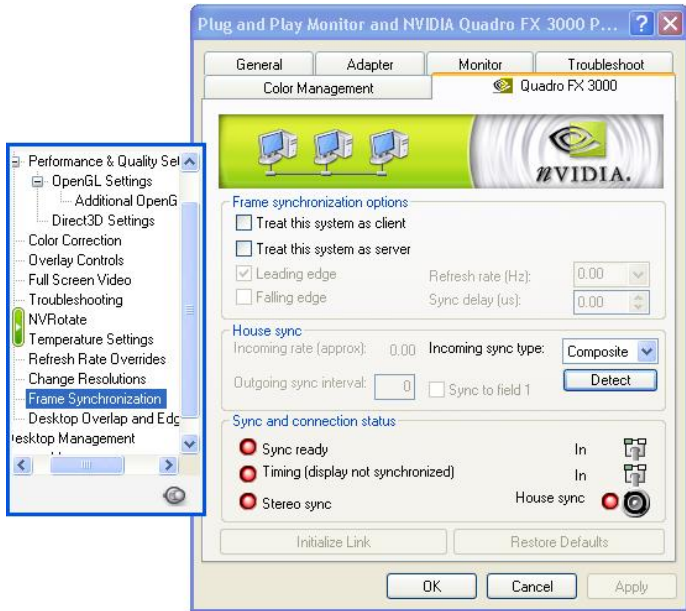 Plug and Play Monitor and NVIDIA Quadro FX 3000 P...
General Adapter Monitor Troubleshoot
Color Management Quadro FX 3000
nVIDIA.
Performance & Quality Set
OpenGL Settings
Additional OpenG
Direct3D Settings
Color Correction
Overlay Controls
Full Screen Video
Troubleshooting
NVRotate
Temperature Settings
Refresh Rate Overrides
Change Resolutions
Frame Synchronization
Desktop Overlap and Edg
esktop Management
Frame synchronization options
Treat this system as client
Treat this system as server
Leading edge Refresh rate (Hz): 0.00
Falling edge Sync delay (us): 0.00
House sync
Incoming rate (approx): 0.00 Incoming sync type: Composite
Outgoing sync interval: 0 Sync to field 1 Detect
Sync and connection status
Sync ready In
Timing (display not synchronized) In
Stereo sync House sync
Initialize Link Restore Defaults
OK Cancel Apply